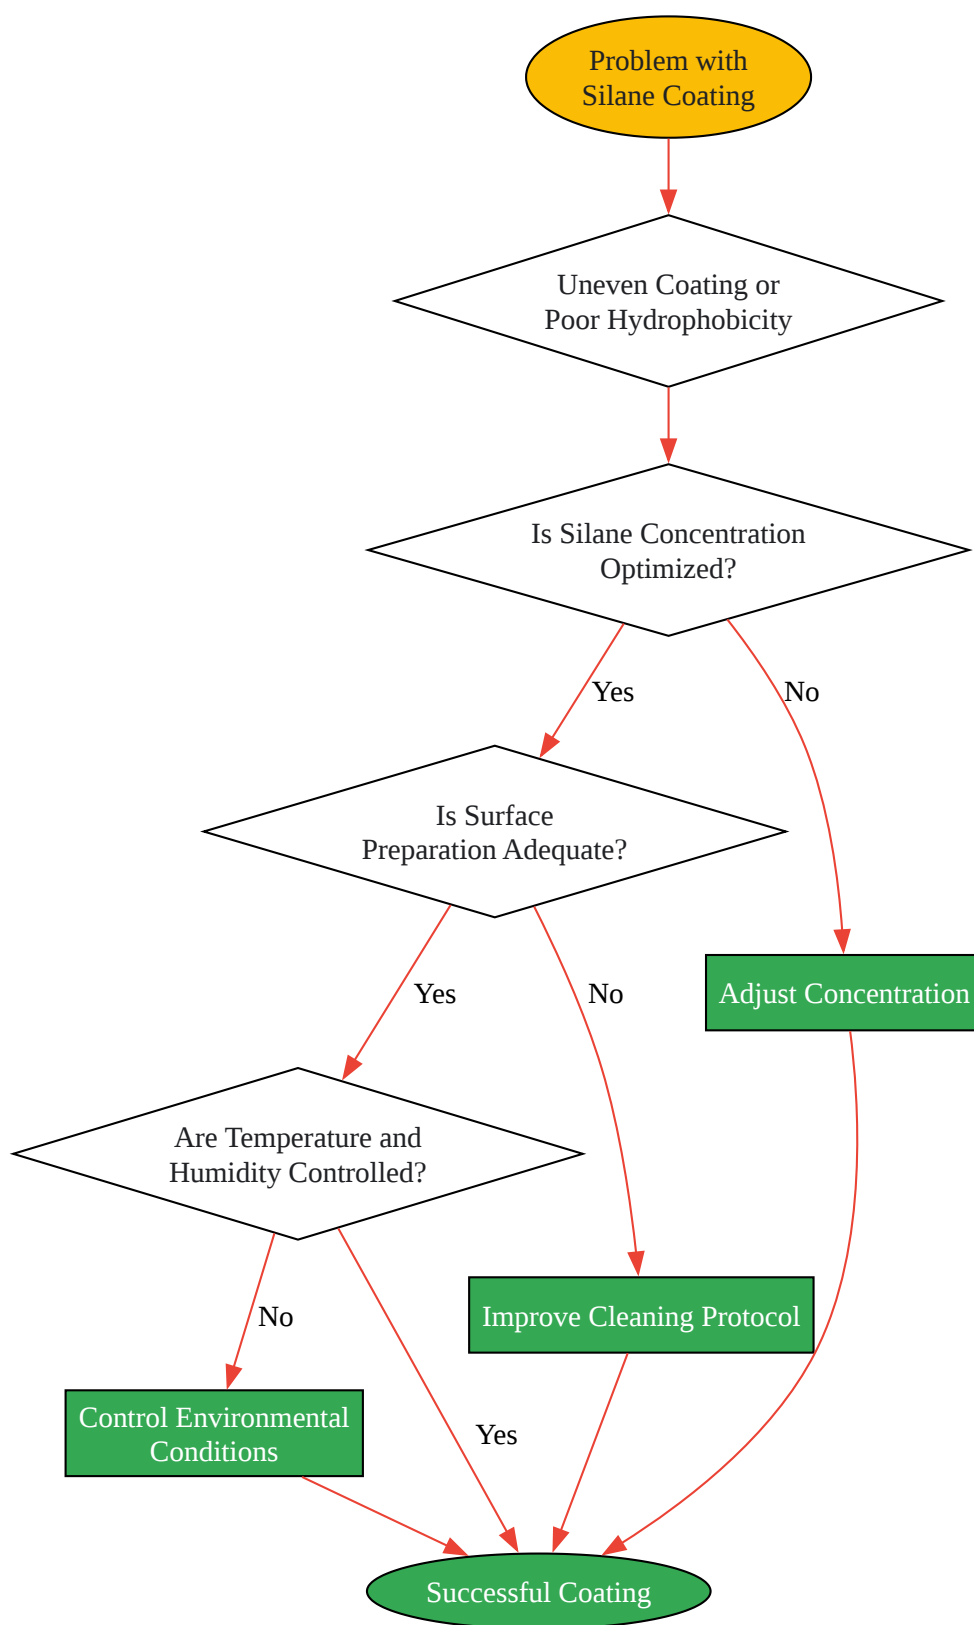 Problem with
Silane Coating
Uneven Coating or
Poor Hydrophobicity
Is Silane Concentration
Optimized?
Yes
No
Is Surface
Preparation Adequate?
Yes
No
Adjust Concentration
Are Temperature and
Humidity Controlled?
No
Improve Cleaning Protocol
Control Environmental
Conditions
Yes
Successful Coating